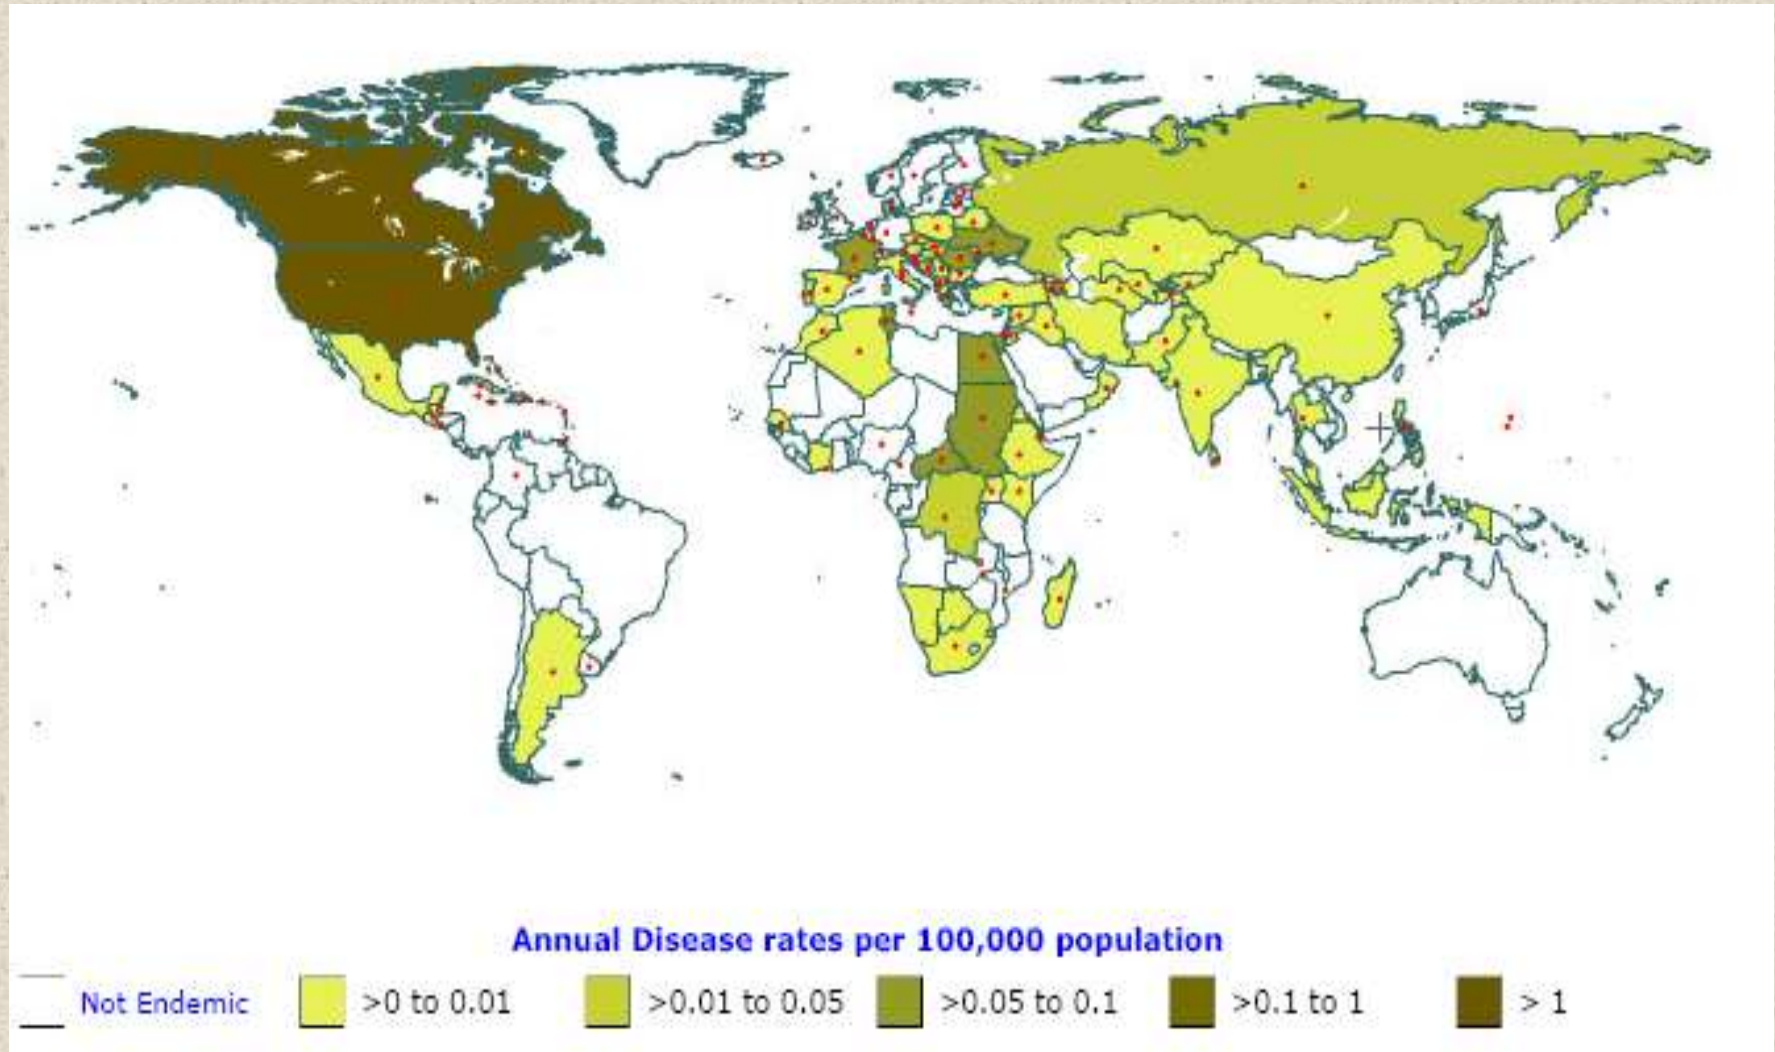 Annual Disease rates per 100,000 population
Not Endemic >0 to 0.01 >0.01 to 0.05 >0.05 to 0.1 >0.1 to 1 > 1